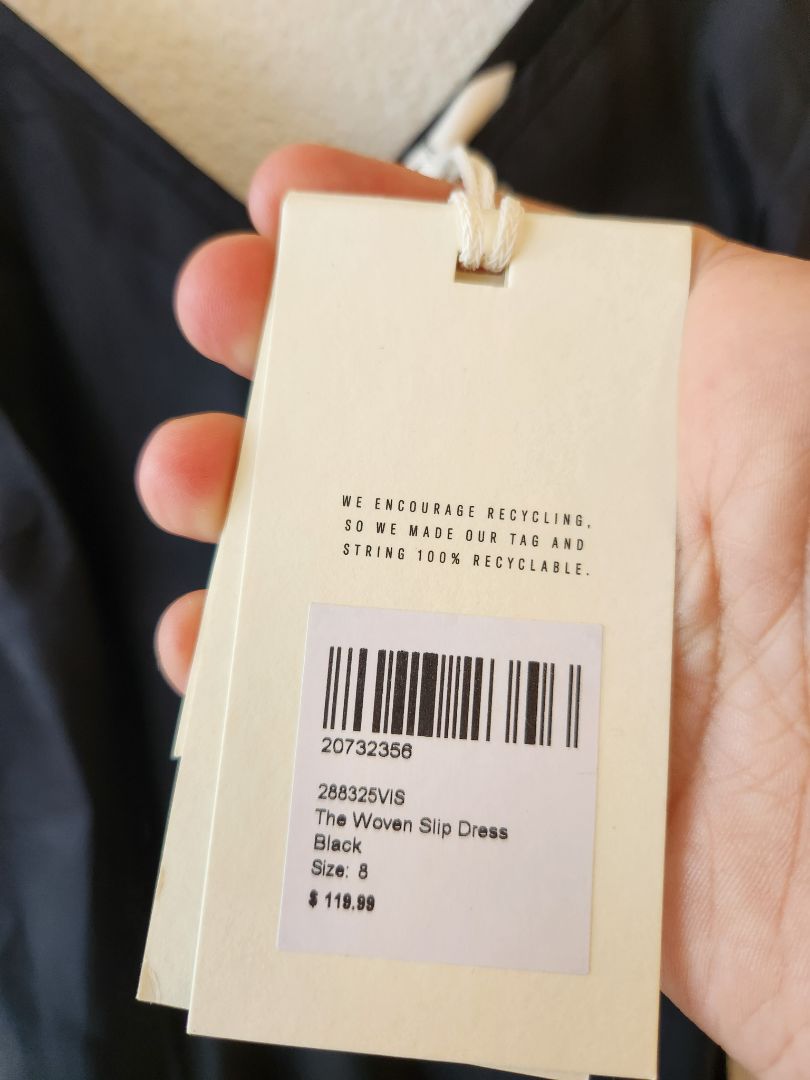 WE ENCOURAGE RECYCLING,
SO WE MADE OUR TAG AND
STRING 100% RECYCLABLE.
20732356
288325VIS
The Woven Slip Dress
Black
Size: 8
$ 119.99